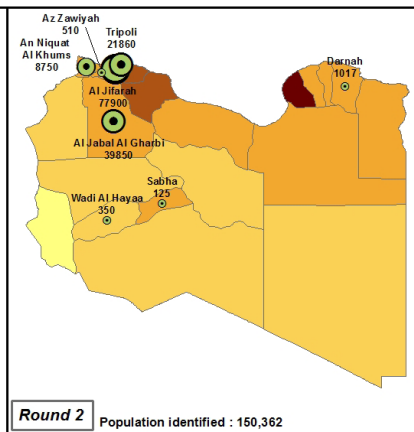 Az Zawiyah
510
Tripoli
21860
An Niquat
Al Khums
8750
Darnah
1017
Al Jifarah
77900
Al Jabal Al Gharbi
39850
Sabha
125
Wadi Al Hayaa
350
Round 2
Population identified : 150,362